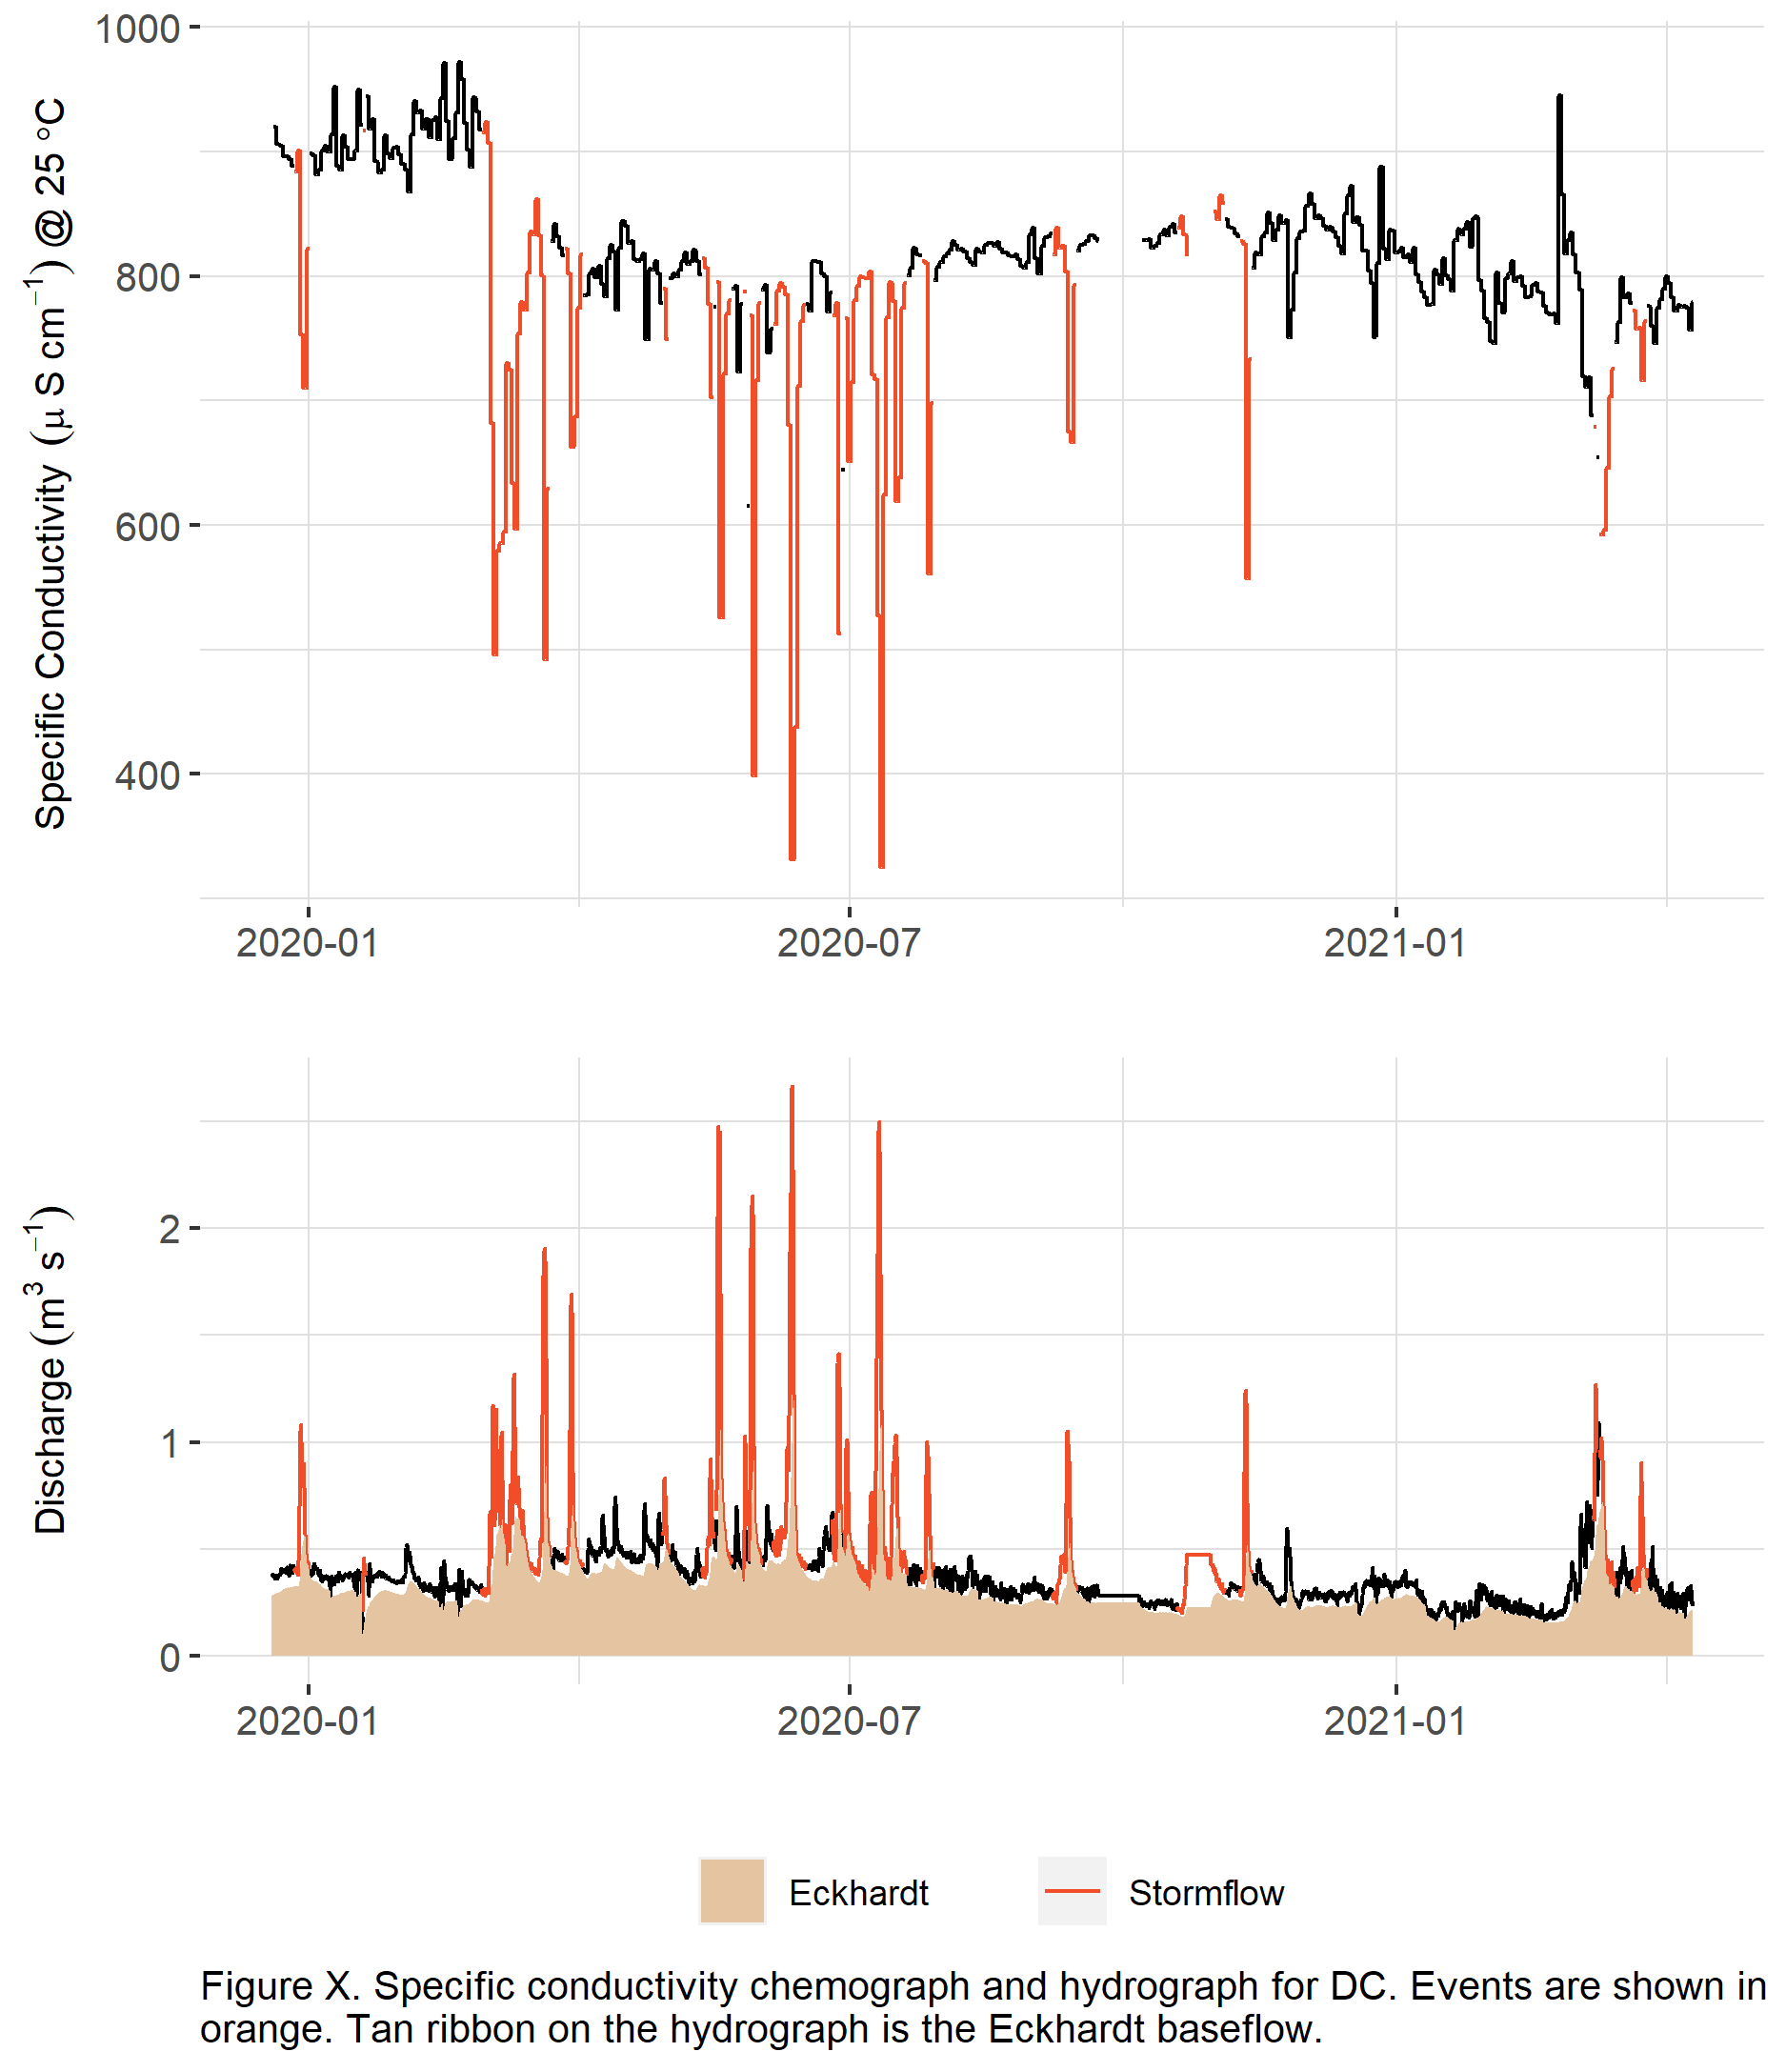 1000
800
600
400
Specific Conductivity (μ S cm⁻¹) @ 25 °C
2020-01 2020-07 2021-01
2
1
0
Discharge (m³ s⁻¹)
2020-01 2020-07 2021-01
Eckhardt Stormflow
Figure X. Specific conductivity chemograph and hydrograph for DC. Events are shown in
orange. Tan ribbon on the hydrograph is the Eckhardt baseflow.